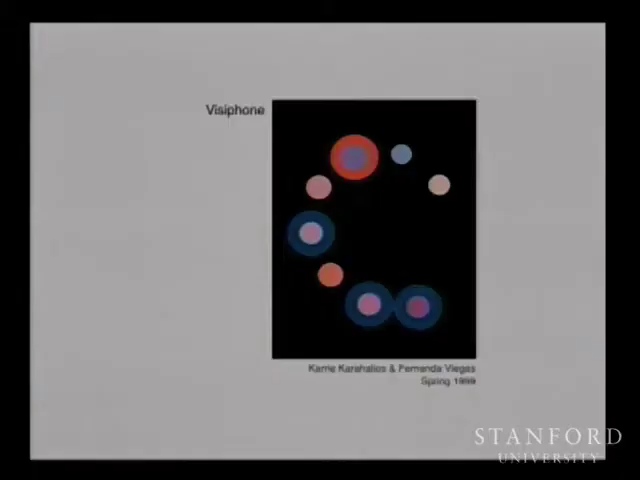 Visiphone
Karrie Karahalios & Fernanda Viegas
Spring 1999
STANFORD
UNIVERSITY